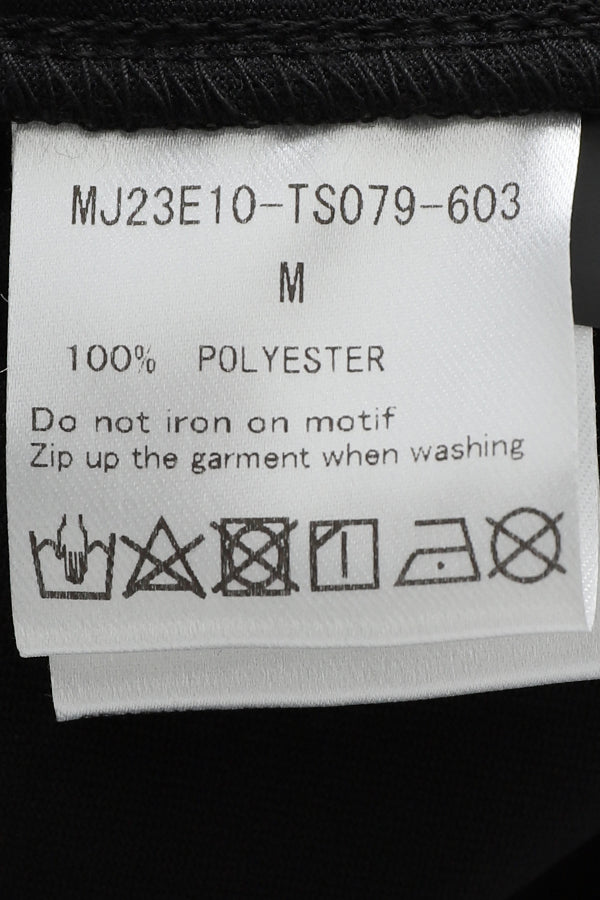 MJ23E10-TS079-603
M
100% POLYESTER
Do not iron on motif
Zip up the garment when washing